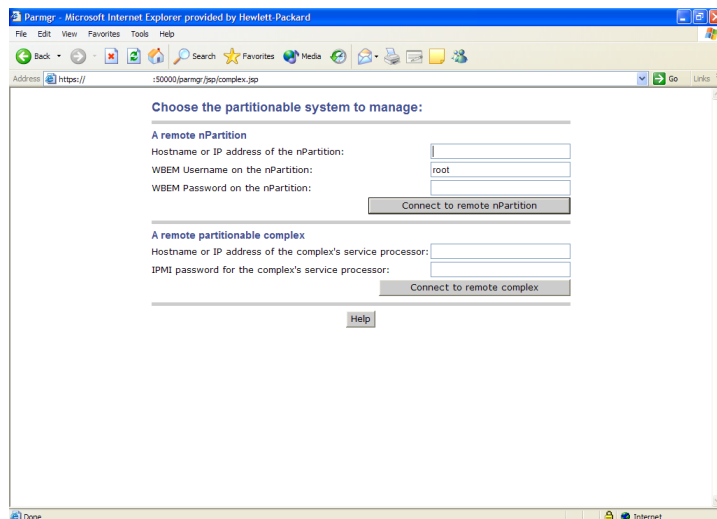 Parmgr - Microsoft Internet Explorer provided by Hewlett-Packard
File Edit View Favorites Tools Help
Back Search Favorites Media
Address https:// :50000/parmgr/jsp/complex.jsp Go Links
Choose the partitionable system to manage:
A remote nPartition
Hostname or IP address of the nPartition:
WBEM Username on the nPartition: root
WBEM Password on the nPartition:
Connect to remote nPartition
A remote partitionable complex
Hostname or IP address of the complex's service processor:
IPMI password for the complex's service processor:
Connect to remote complex
Help
Done Internet